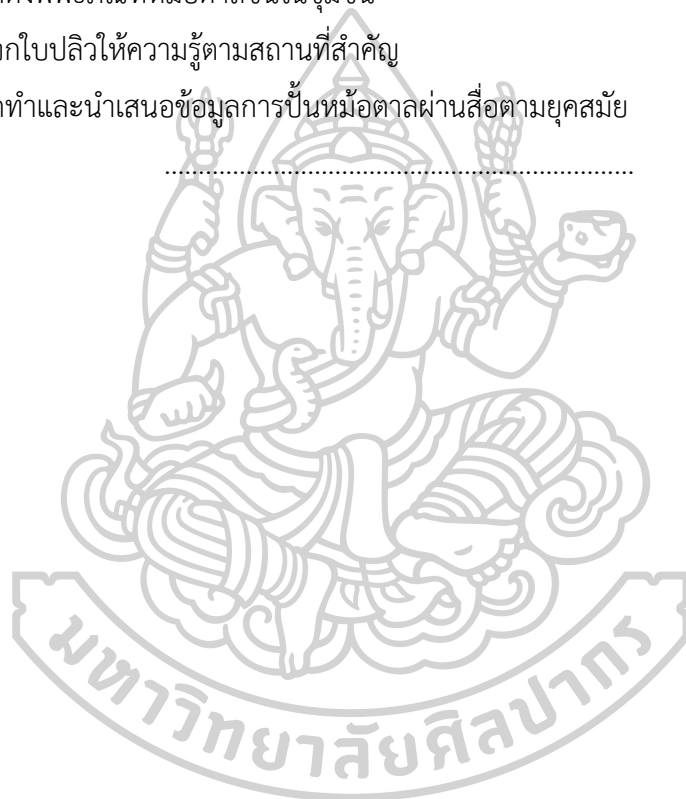 กใบปลิวให้ความรู้ตามสถานที่สำคัญ
ทำและนำเสนอข้อมูลการปั้นหม้อตาลผ่านสื่อตามยุคสมัย
................................................................
มหาวิทยาลัยศิลปากร